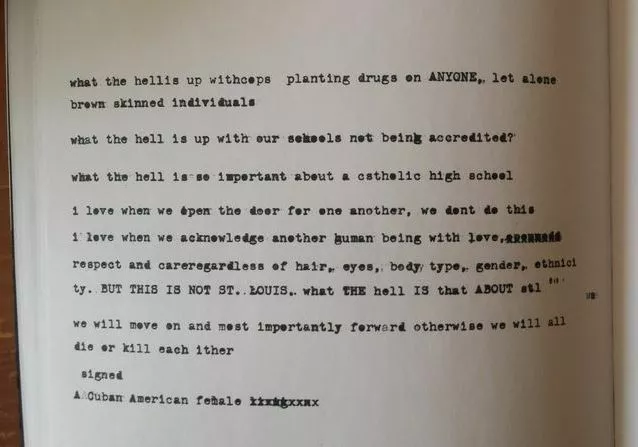 what the hellis up withcops planting drugs on ANYONE,, let alone
brown skinned individuals
what the hell is up with our schools not being accredited?
what the hell is so important about a cstholic high school
i love when we open the door for one another, we dont do this
i love when we acknowledge another human being with love,
respect and careregardless of hair, eyes, body type, gender, ethnici
ty. BUT THIS IS NOT ST. LOUIS, what THE hell IS that ABOUT stl
we will move on and most importantly forward otherwise we will all
die or kill each ither
signed
A Cuban American female